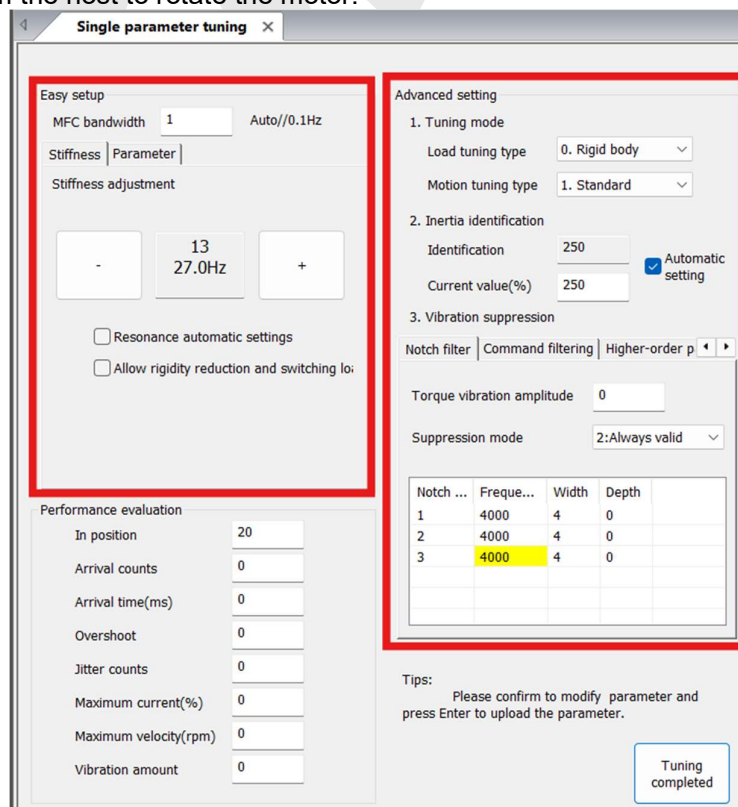 Single parameter tuning ×
Easy setup
MFC bandwidth 1 Auto//0.1Hz
Stiffness Parameter
Stiffness adjustment
-
13
27.0Hz
+
Resonance automatic settings
Allow rigidity reduction and switching
Performance evaluation
In position 20
Arrival counts 0
Arrival time(ms) 0
Overshoot 0
Jitter counts 0
Maximum current(%) 0
Maximum velocity(rpm) 0
Vibration amount 0
Advanced setting
1. Tuning mode
Load tuning type 0. Rigid body
Motion tuning type 1. Standard
2. Inertia identification
Identification 250
Automatic
setting
Current value(%) 250
3. Vibration suppression
Notch filter Command filtering Higher-order p
Torque vibration amplitude 0
Suppression mode 2:Always valid
Notch ... Freque... Width Depth
1 4000 4 0
2 4000 4 0
3 4000 4 0
Tips:
Please confirm to modify parameter and
press Enter to upload the parameter.
Tuning
completed